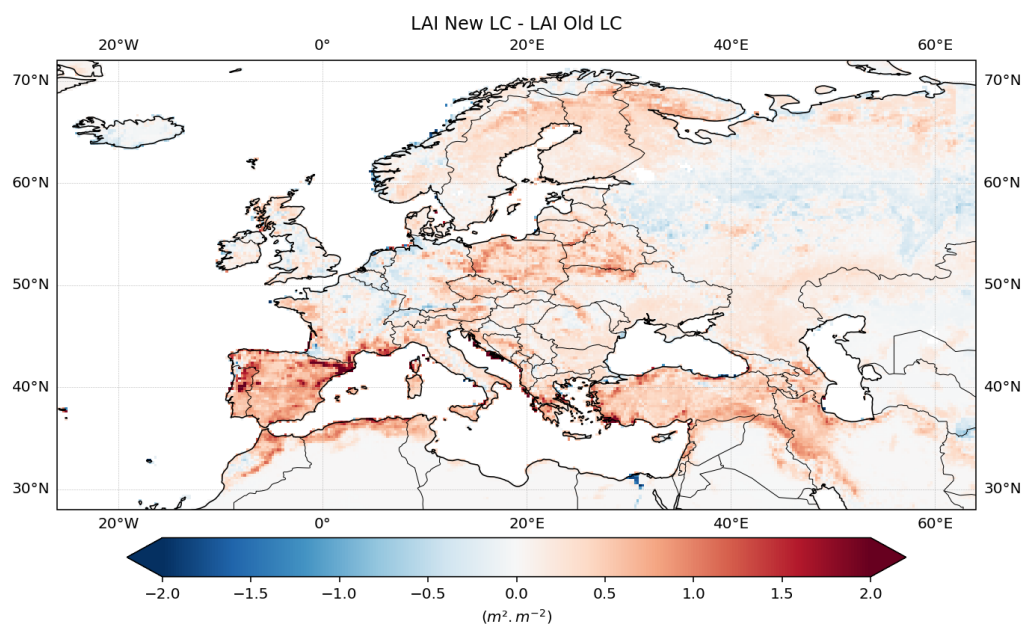 LAI New LC - LAI Old LC
20°W 0° 20°E 40°E 60°E
70°N 70°N
60°N 60°N
50°N 50°N
40°N 40°N
30°N 30°N
20°W 0° 20°E 40°E 60°E
−2.0 −1.5 −1.0 −0.5 0.0 0.5 1.0 1.5 2.0
(m².m⁻²)